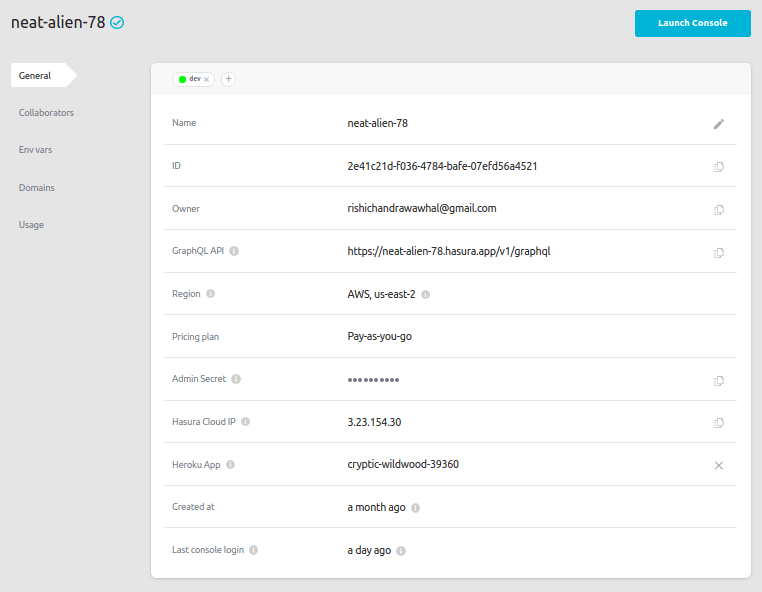 neat-alien-78
Launch Console
General
Collaborators
Env vars
Domains
Usage
dev
Name neat-alien-78
ID 2e41c21d-f036-4784-bafe-07efd56a4521
Owner rishichandrawawhal@gmail.com
GraphQL API https://neat-alien-78.hasura.app/v1/graphql
Region AWS, us-east-2
Pricing plan Pay-as-you-go
Admin Secret ••••••••••
Hasura Cloud IP 3.23.154.30
Heroku App cryptic-wildwood-39360
Created at a month ago
Last console login a day ago